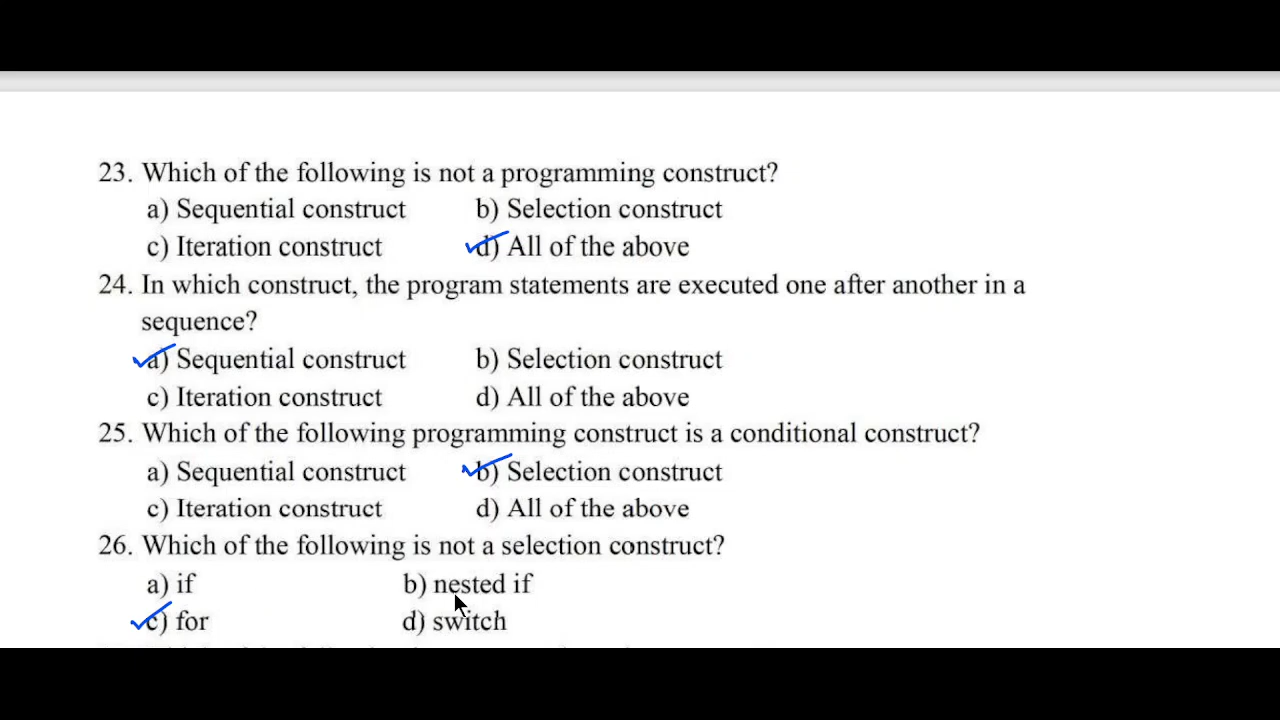 23. Which of the following is not a programming construct?
a) Sequential construct b) Selection construct
c) Iteration construct d) All of the above
24. In which construct, the program statements are executed one after another in a
sequence?
a) Sequential construct b) Selection construct
c) Iteration construct d) All of the above
25. Which of the following programming construct is a conditional construct?
a) Sequential construct b) Selection construct
c) Iteration construct d) All of the above
26. Which of the following is not a selection construct?
a) if b) nested if
c) for d) switch